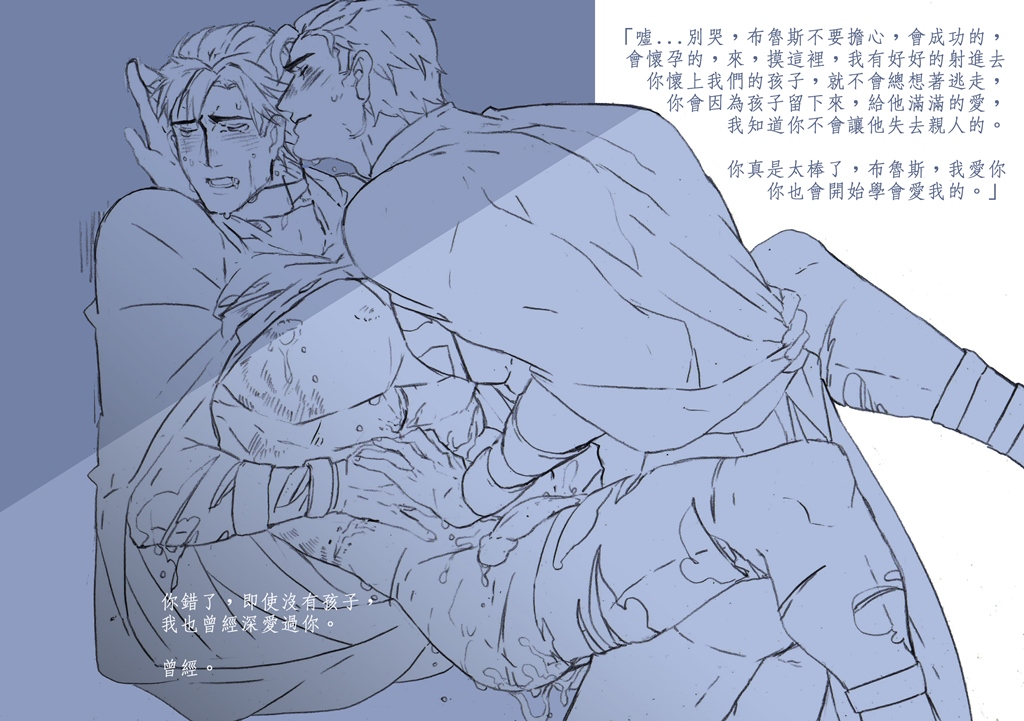 「噓...別哭，布魯斯不要擔心，會成功的，
會懷孕的，來，摸這裡，我有好好的射進去
你懷上我們的孩子，就不會總想著逃走，
你會因為孩子留下來，給他滿滿的愛，
我知道你不會讓他失去親人的。
你真是太棒了，布魯斯，我愛你
你也會開始學會愛我的。」
你錯了，即使沒有孩子，
我也曾經深愛過你。
曾經。